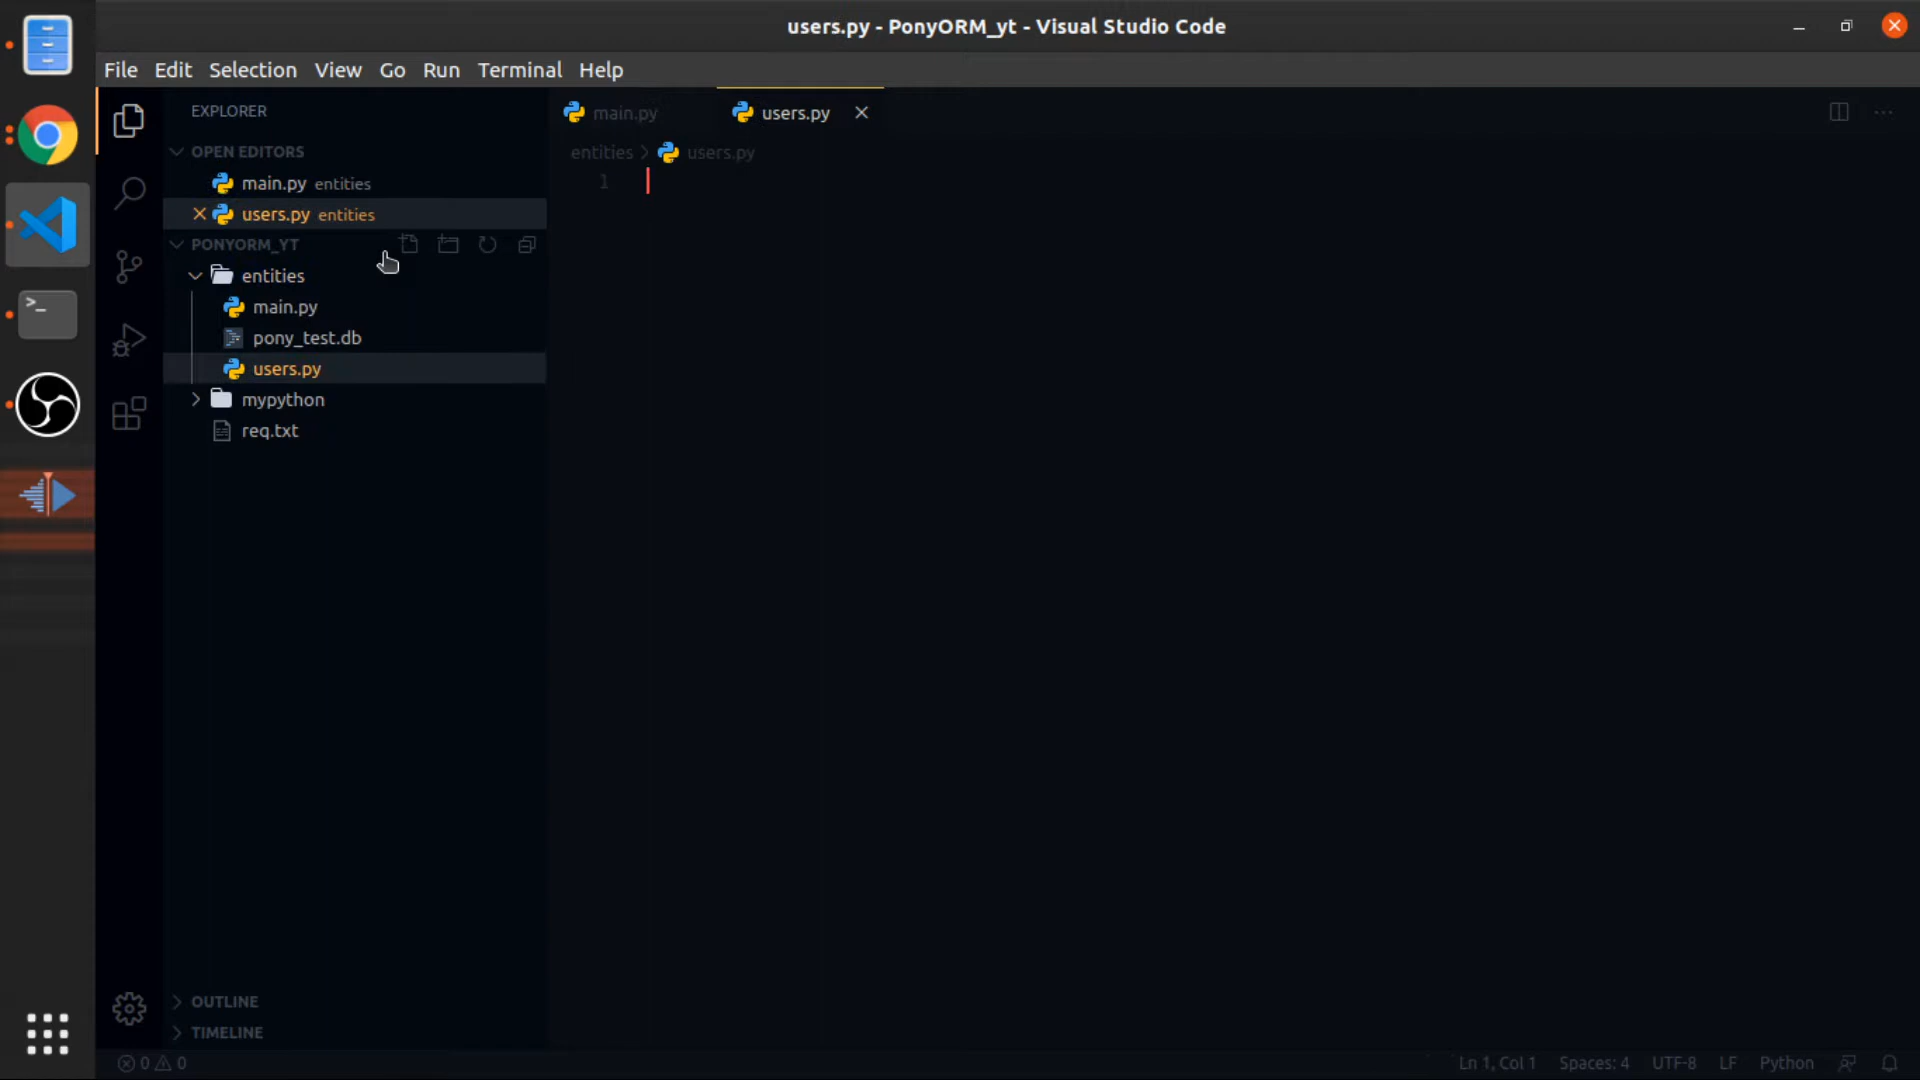 users.py - PonyORM_yt - Visual Studio Code
File Edit Selection View Go Run Terminal Help
EXPLORER
OPEN EDITORS
main.py entities
users.py entities
PONYORM_YT
entities
main.py
pony_test.db
users.py
mypython
req.txt
OUTLINE
TIMELINE
main.py users.py
entities > users.py
1
0 0
Ln 1, Col 1 Spaces: 4 UTF-8 LF Python